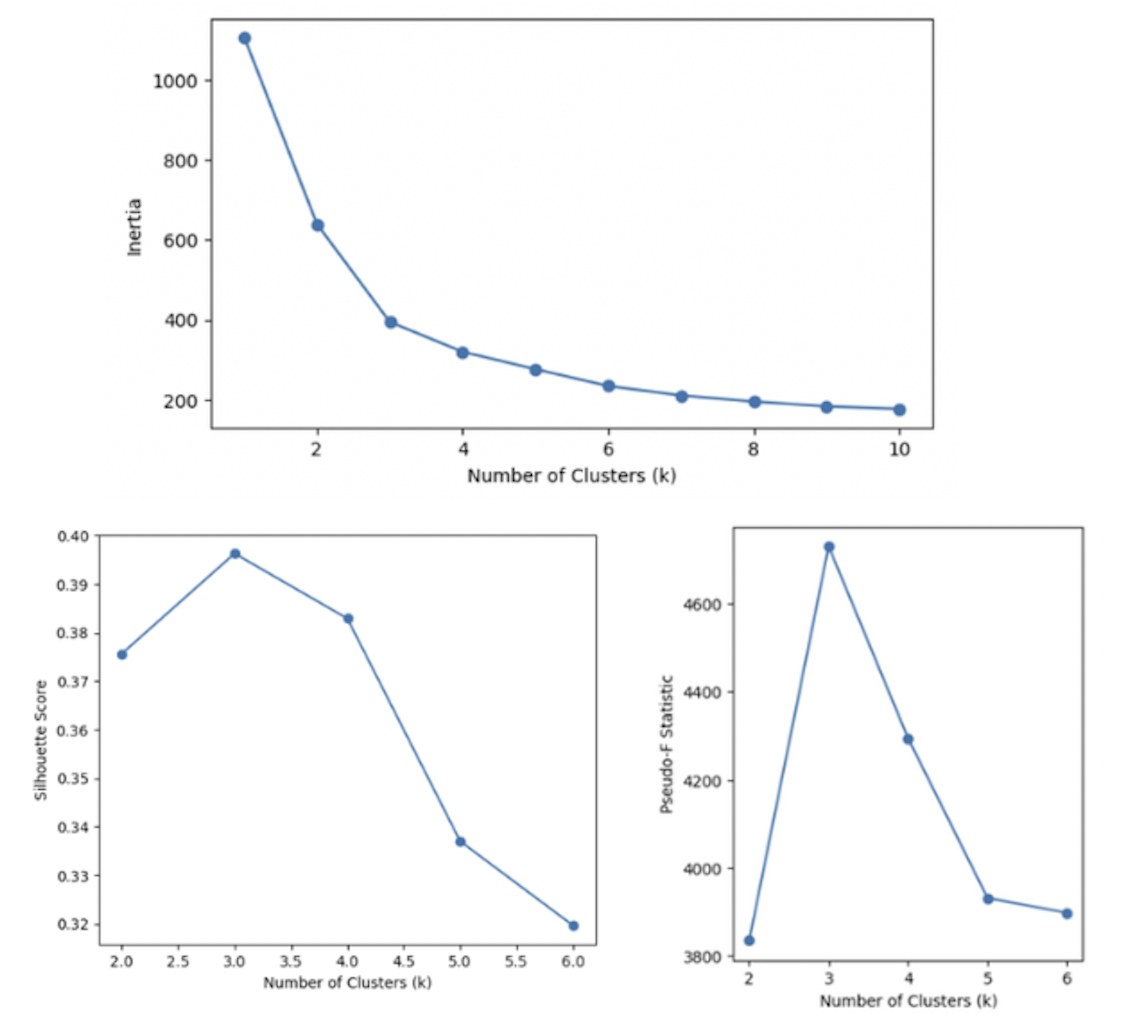 1000
800
600
400
200
Inertia
2 4 6 8 10
Number of Clusters (k)
0.40
0.39
0.38
0.37
0.36
0.35
0.34
0.33
0.32
Silhouette Score
2.0 2.5 3.0 3.5 4.0 4.5 5.0 5.5 6.0
Number of Clusters (k)
4600
4400
4200
4000
3800
Pseudo-F Statistic
2 3 4 5 6
Number of Clusters (k)